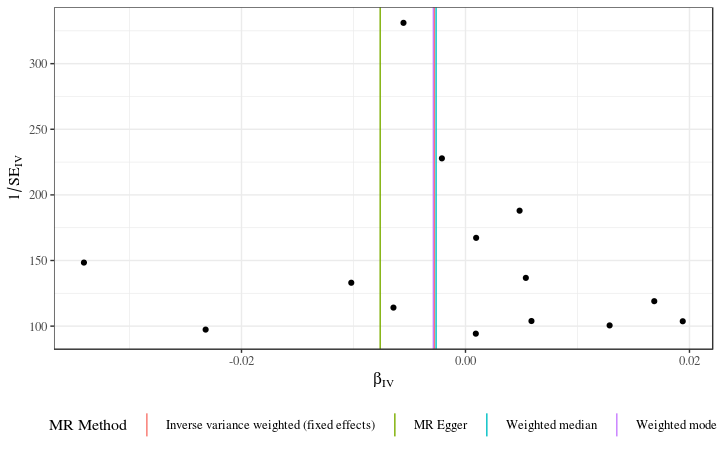 300
250
200
150
100
1/SE_IV
-0.02
0.00
0.02
β_IV
MR Method
Inverse variance weighted (fixed effects)
MR Egger
Weighted median
Weighted mode